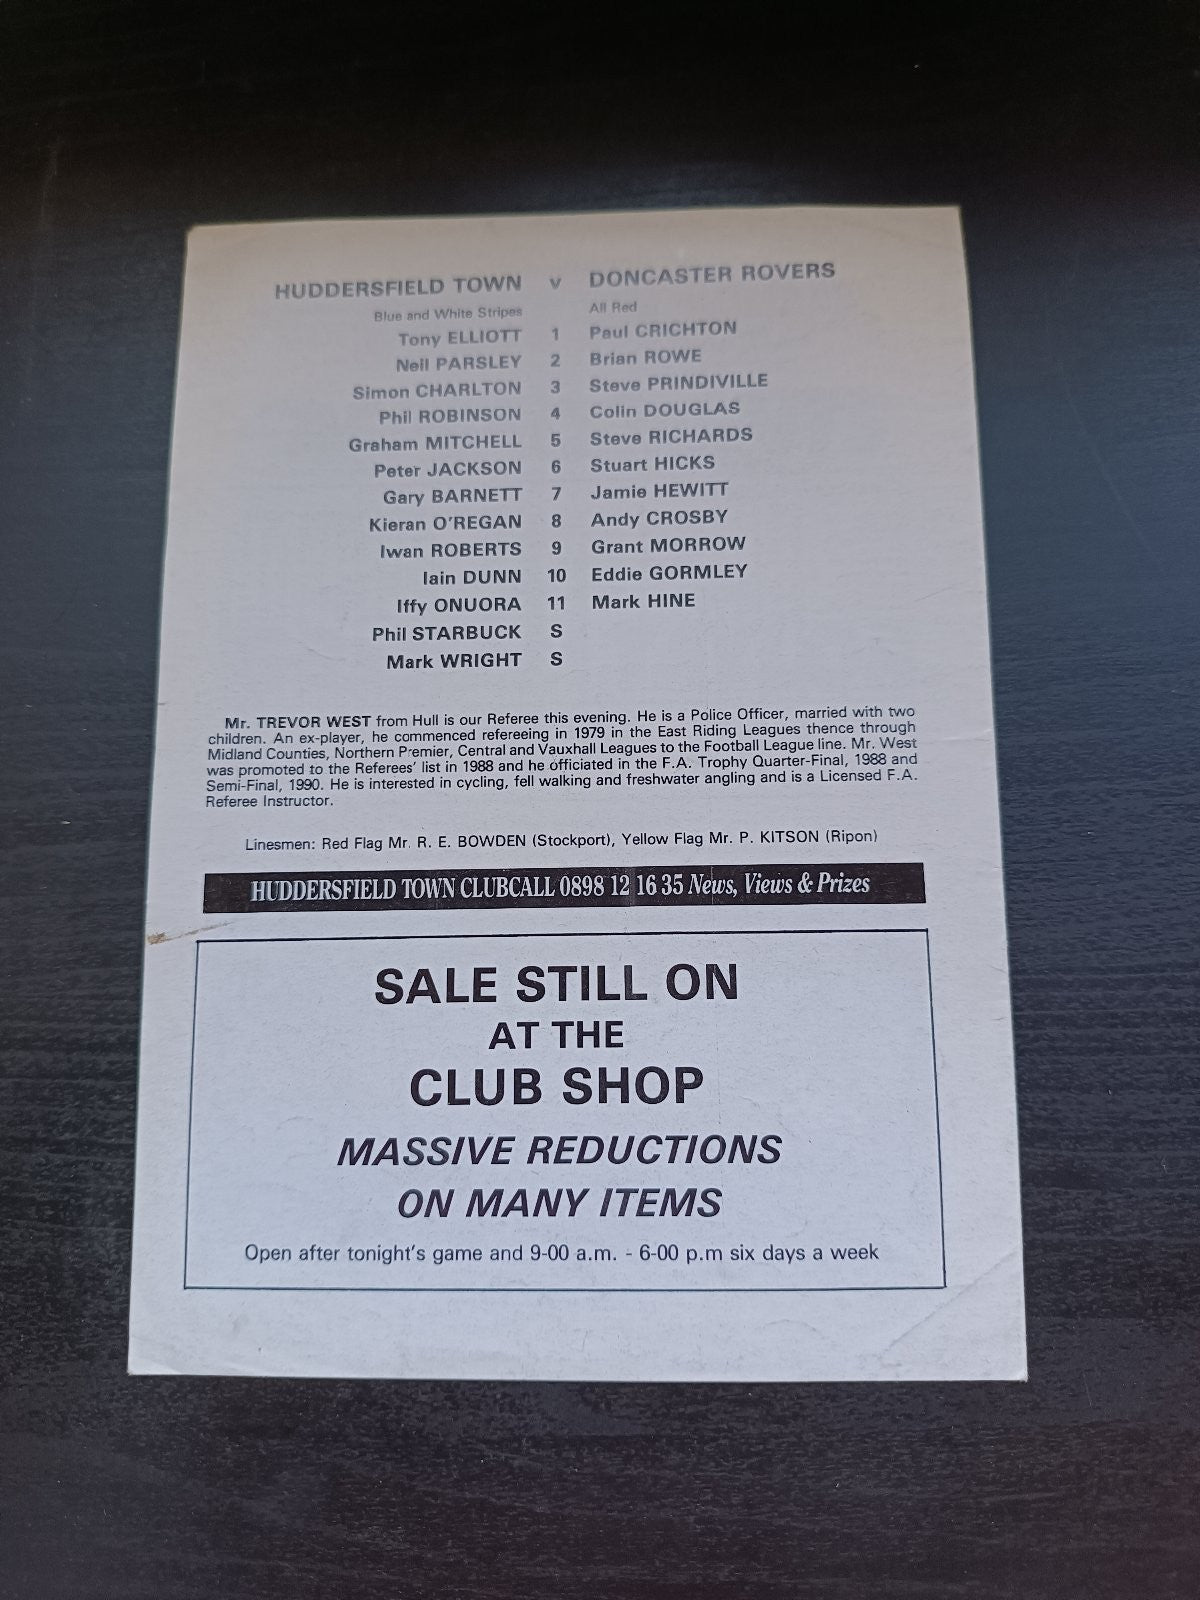 HUDDERSFIELD TOWN v DONCASTER ROVERS
Blue and White Stripes All Red
Tony ELLIOTT 1 Paul CRICHTON
Neil PARSLEY 2 Brian ROWE
Simon CHARLTON 3 Steve PRINDIVILLE
Phil ROBINSON 4 Colin DOUGLAS
Graham MITCHELL 5 Steve RICHARDS
Peter JACKSON 6 Stuart HICKS
Gary BARNETT 7 Jamie HEWITT
Kieran O'REGAN 8 Andy CROSBY
Iwan ROBERTS 9 Grant MORROW
Iain DUNN 10 Eddie GORMLEY
Iffy ONUORA 11 Mark HINE
Phil STARBUCK S
Mark WRIGHT S
Mr. TREVOR WEST from Hull is our Referee this evening. He is a Police Officer, married with two
children. An ex-player, he commenced refereeing in 1979 in the East Riding Leagues thence through
Midland Counties, Northern Premier, Central and Vauxhall Leagues to the Football League line. Mr. West
was promoted to the Referees' list in 1988 and he officiated in the F.A. Trophy Quarter-Final, 1988 and
Semi-Final, 1990. He is interested in cycling, fell walking and freshwater angling and is a Licensed F.A.
Referee Instructor.
Linesmen: Red Flag Mr. R. E. BOWDEN (Stockport), Yellow Flag Mr. P. KITSON (Ripon)
HUDDERSFIELD TOWN CLUBCALL 0898 12 16 35 News, Views & Prizes
SALE STILL ON
AT THE
CLUB SHOP
MASSIVE REDUCTIONS
ON MANY ITEMS
Open after tonight's game and 9-00 a.m. - 6-00 p.m six days a week